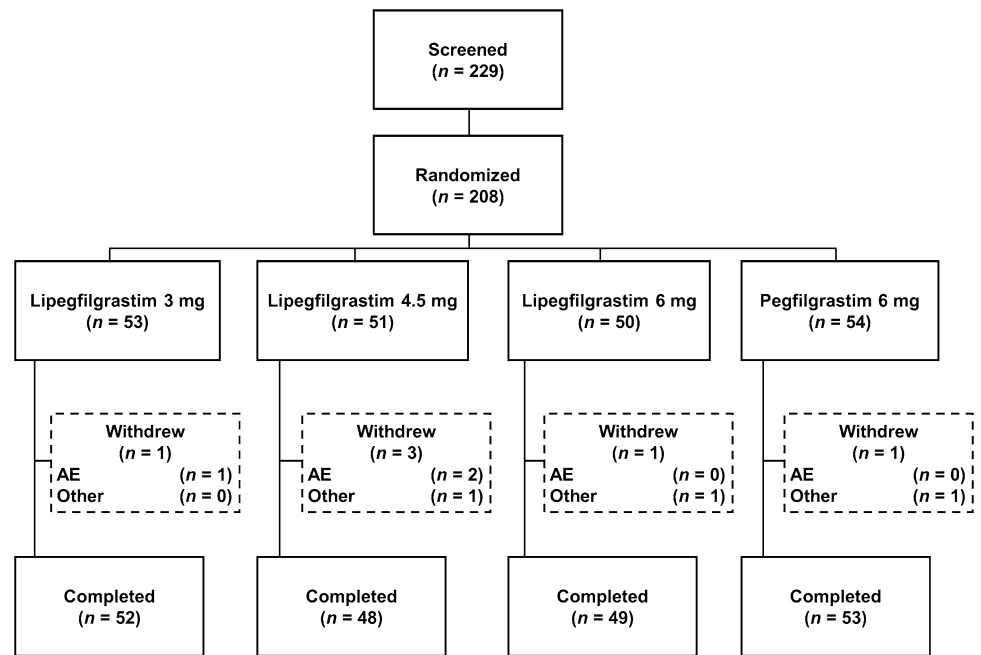 Screened
(n = 229)
Randomized
(n = 208)
Lipegfilgrastim 3 mg
(n = 53)
Lipegfilgrastim 4.5 mg
(n = 51)
Lipegfilgrastim 6 mg
(n = 50)
Pegfilgrastim 6 mg
(n = 54)
Withdrew
(n = 1)
AE (n = 1)
Other (n = 0)
Withdrew
(n = 3)
AE (n = 2)
Other (n = 1)
Withdrew
(n = 1)
AE (n = 0)
Other (n = 1)
Withdrew
(n = 1)
AE (n = 0)
Other (n = 1)
Completed
(n = 52)
Completed
(n = 48)
Completed
(n = 49)
Completed
(n = 53)